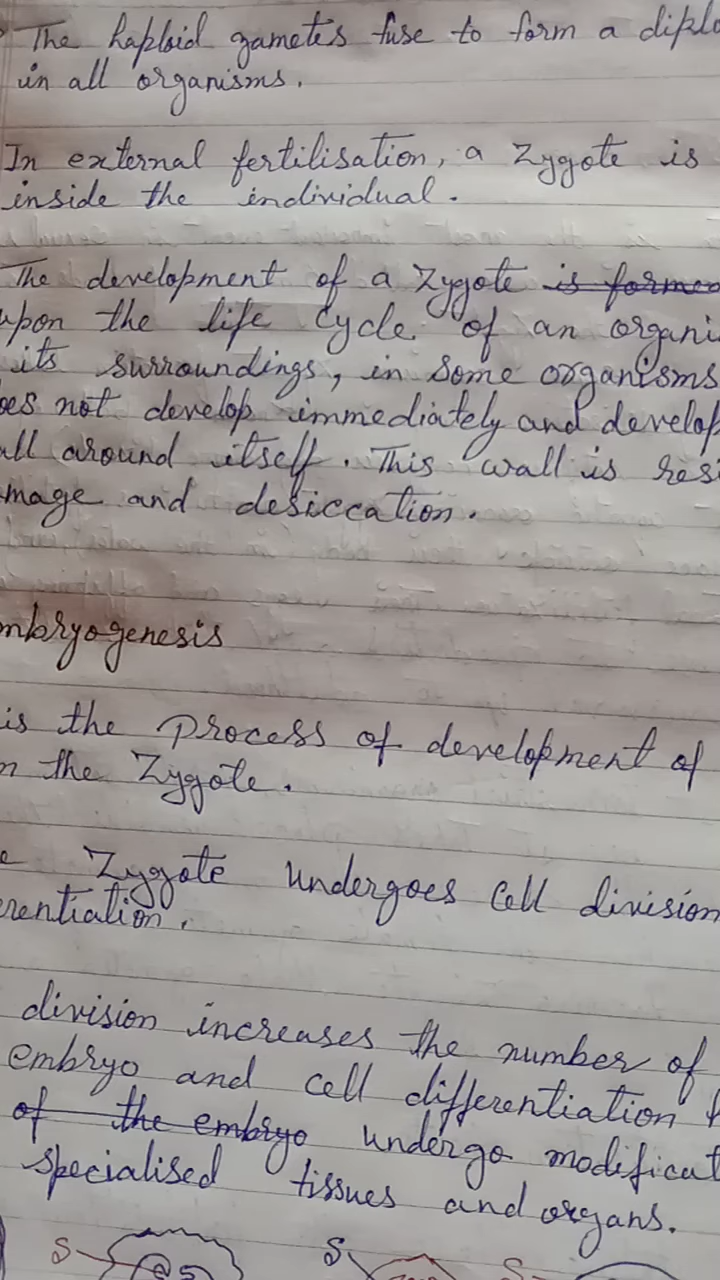 The haploid gametes fuse to form a diplo
in all organisms.
In external fertilisation, a Zygote is
inside the individual.
The development of a Zygote is formed
upon the life cycle of an organi
its surroundings, in some organisms
oes not develop immediately and develop
all around itself. This wall is resi
mage and desiccation.
mbryogenesis
is the process of development of
n the Zygote.
e Zygote undergoes cell division
erentiation.
division increases the number of
embryo and cell differentiation
of the embryo undergo modificat
specialised tissues and organs.
S S S